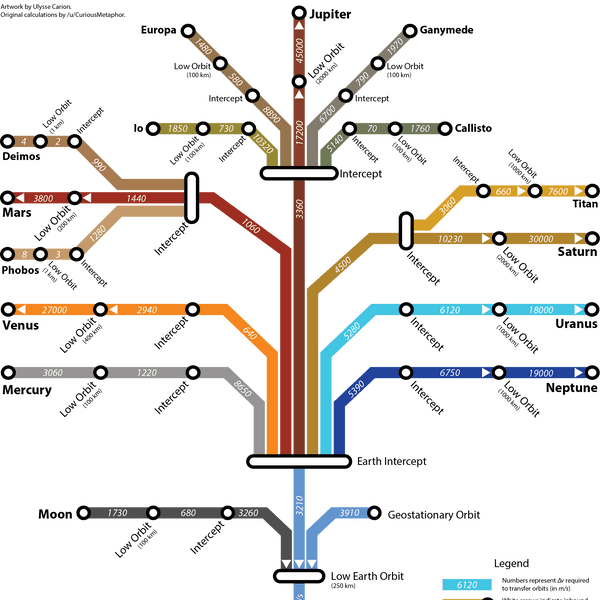 Artwork by Ulysse Carion.
Original calculations by /u/CuriousMetaphor.
Jupiter
Europa
Ganymede
1480
45000
1970
Low Orbit
(100 km)
Low Orbit
(2000 km)
Low Orbit
(100 km)
580
790
Intercept
Intercept
8890
17200
6700
Io
1850
730
10320
Low Orbit
(100 km)
Intercept
5140
70
1760
Callisto
Intercept
Low Orbit
(100 km)
Intercept
Low Orbit
(1 km)
Intercept
4
2
990
Deimos
Mars
3800
1440
Low Orbit
(200 km)
1060
Intercept
1280
8
3
Phobos
Low Orbit
(1 km)
Intercept
3360
Intercept
Low Orbit
(1000 km)
660
7600
3060
Titan
10230
30000
Saturn
Intercept
Low Orbit
(2000 km)
4500
Venus
27000
2940
640
Low Orbit
(400 km)
Intercept
5280
6120
18000
Uranus
Intercept
Low Orbit
(1000 km)
Mercury
3060
1220
8650
Low Orbit
(100 km)
Intercept
5390
6750
19000
Neptune
Intercept
Low Orbit
(1000 km)
Earth Intercept
3210
Moon
1730
680
3260
Low Orbit
(100 km)
Intercept
3910
Geostationary Orbit
Low Earth Orbit
(250 km)
Legend
6120
Numbers represent Δv required
to transfer orbits (in m/s)